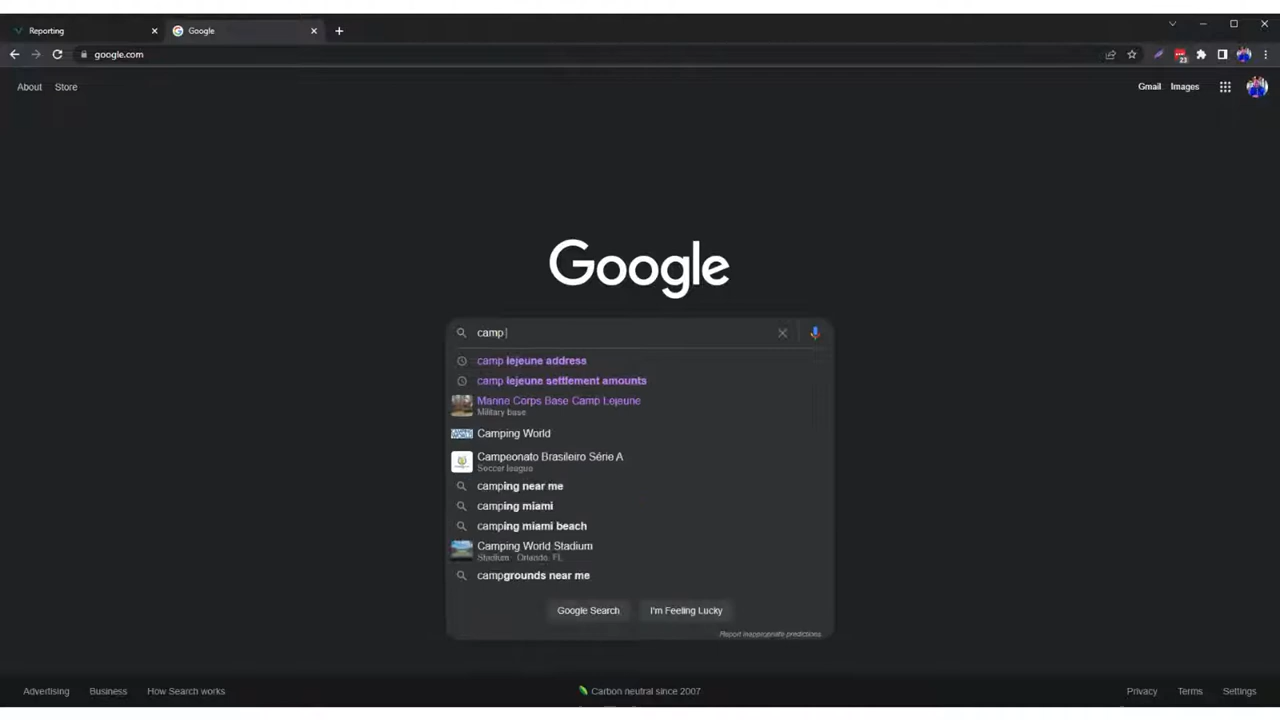 Reporting
Google
google.com
23
About Store
Gmail Images
Google
camp
camp lejeune address
camp lejeune settlement amounts
Marine Corps Base Camp Lejeune
Military base
Camping World
Campeonato Brasileiro Série A
Soccer league
camping near me
camping miami
camping miami beach
Camping World Stadium
Stadium · Orlando, FL
campgrounds near me
Google Search I'm Feeling Lucky
Report inappropriate predictions
Advertising Business How Search works
Carbon neutral since 2007
Privacy Terms Settings